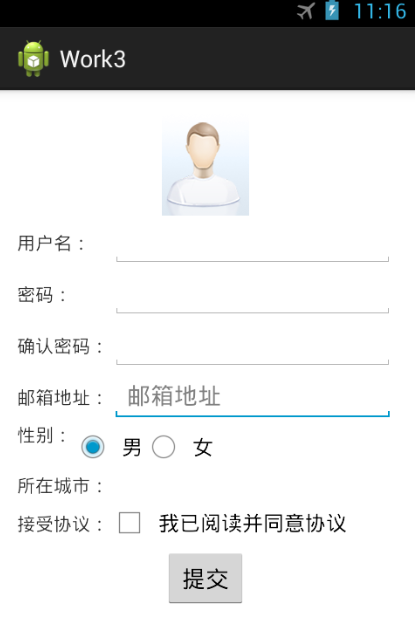 11:16
Work3
用户名：
密码：
确认密码：
邮箱地址： 邮箱地址
性别： 男 女
所在城市：
接受协议： 我已阅读并同意协议
提交